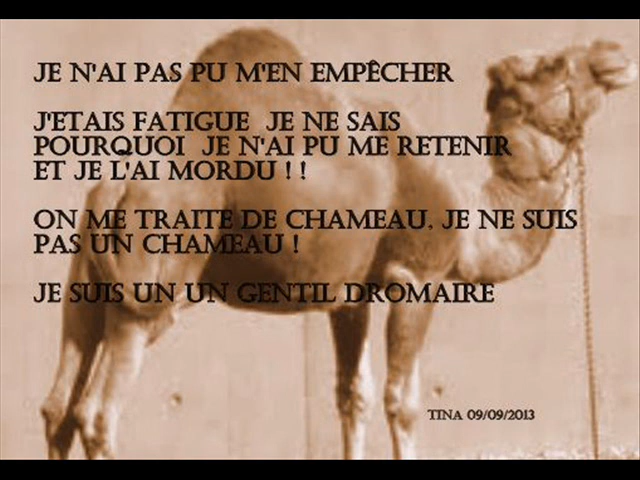 JE N'AI PAS PU M'EN EMPÊCHER
J'ETAIS FATIGUE JE NE SAIS
POURQUOI JE N'AI PU ME RETENIR
ET JE L'AI MORDU ! !
ON ME TRAITE DE CHAMEAU. JE NE SUIS
PAS UN CHAMEAU !
JE SUIS UN UN GENTIL DROMAIRE
TINA 09/09/2013